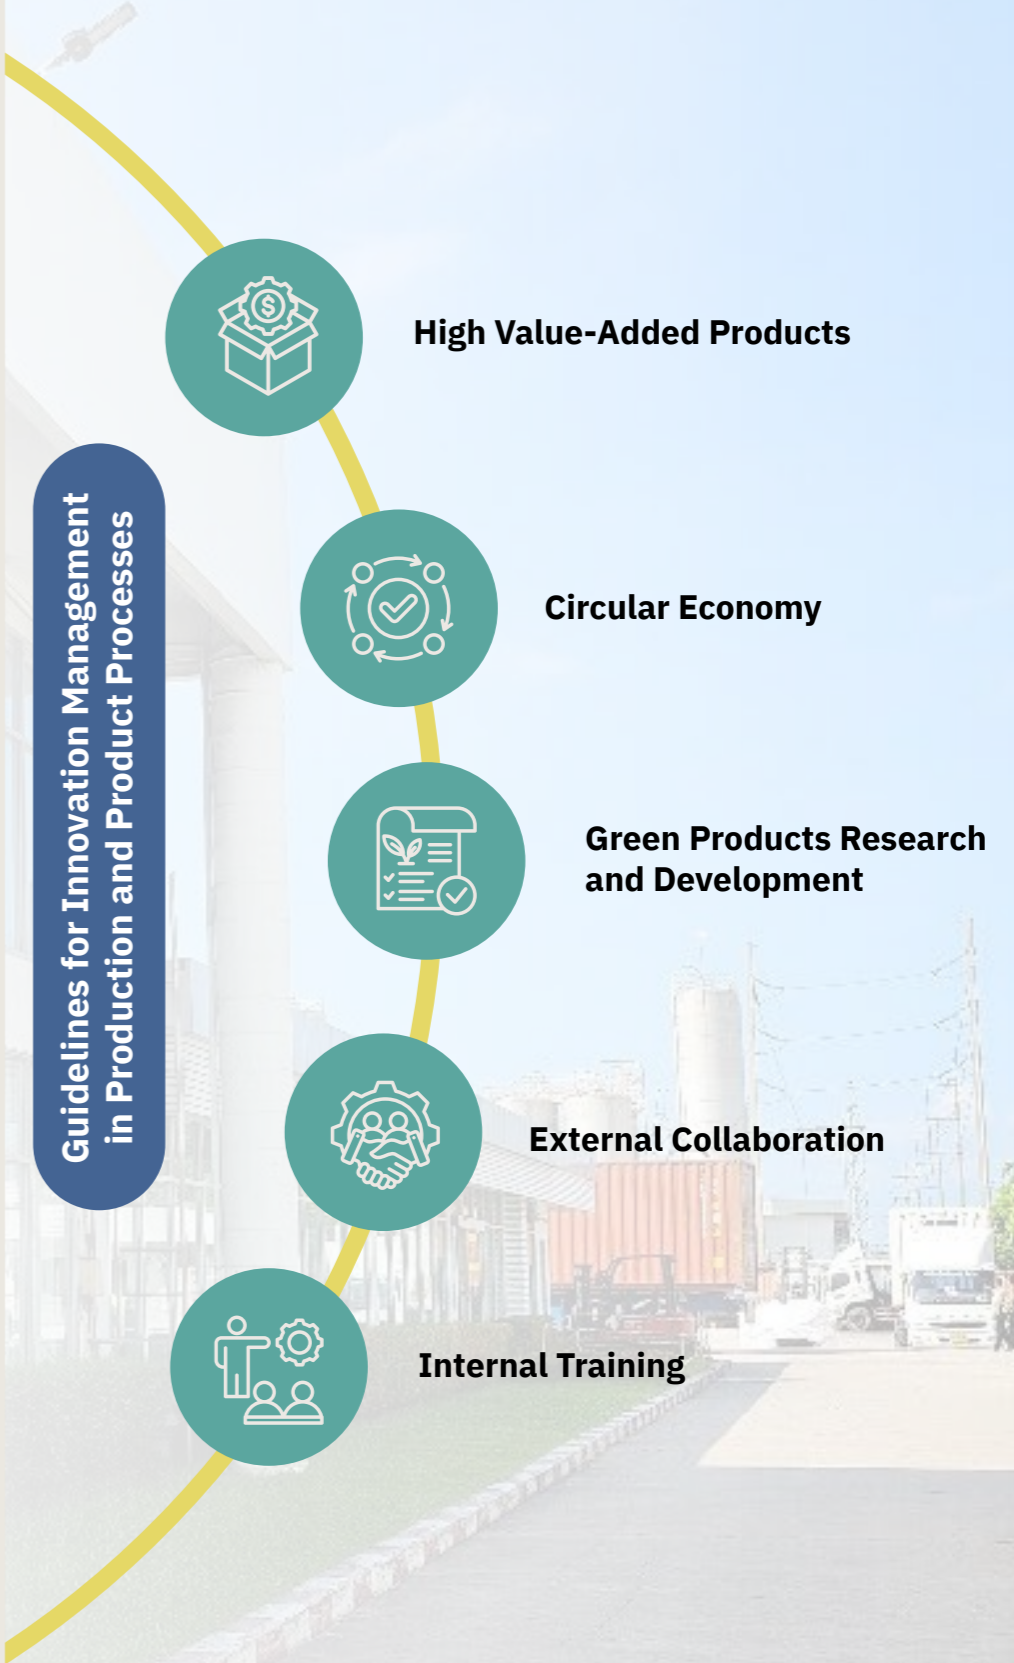 Guidelines for Innovation Management
in Production and Product Processes
High Value-Added Products
Circular Economy
Green Products Research
and Development
External Collaboration
Internal Training